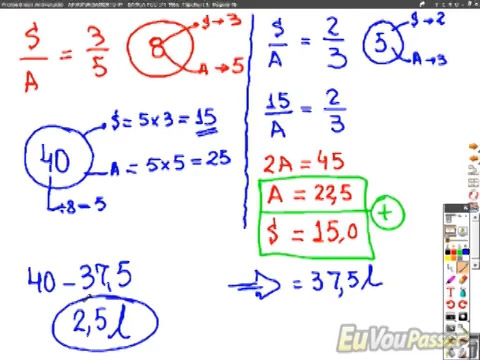 $/A = 3/5
8
$ → 3
A → 5
40
$ = 5x3 = 15
A = 5x5 = 25
÷8 = 5
40 - 37,5
2,5 l
$/A = 2/3
5
$ → 2
A → 3
15/A = 2/3
2A = 45
A = 22,5
$ = 15,0
+
⇒ = 37,5 l
EuVouPassar